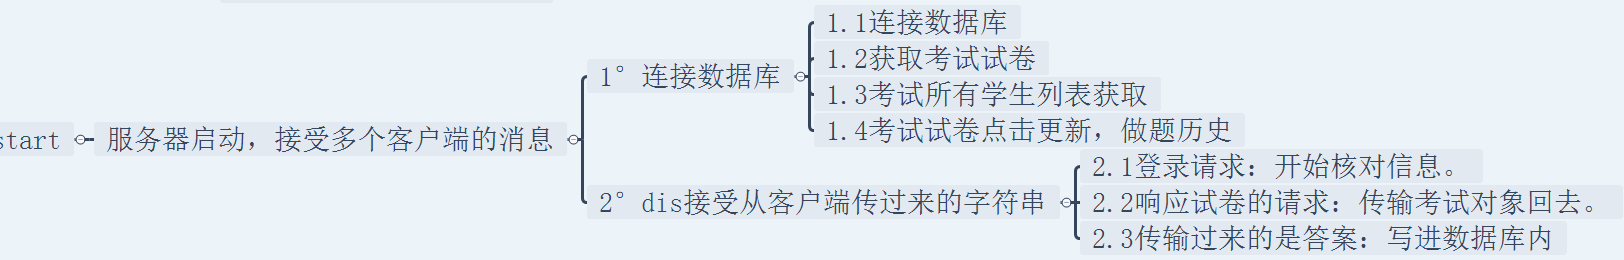 start
服务器启动，接受多个客户端的消息
1°连接数据库
1.1连接数据库
1.2获取考试试卷
1.3考试所有学生列表获取
1.4考试试卷点击更新，做题历史
2°dis接受从客户端传过来的字符串
2.1登录请求：开始核对信息。
2.2响应试卷的请求：传输考试对象回去。
2.3传输过来的是答案：写进数据库内